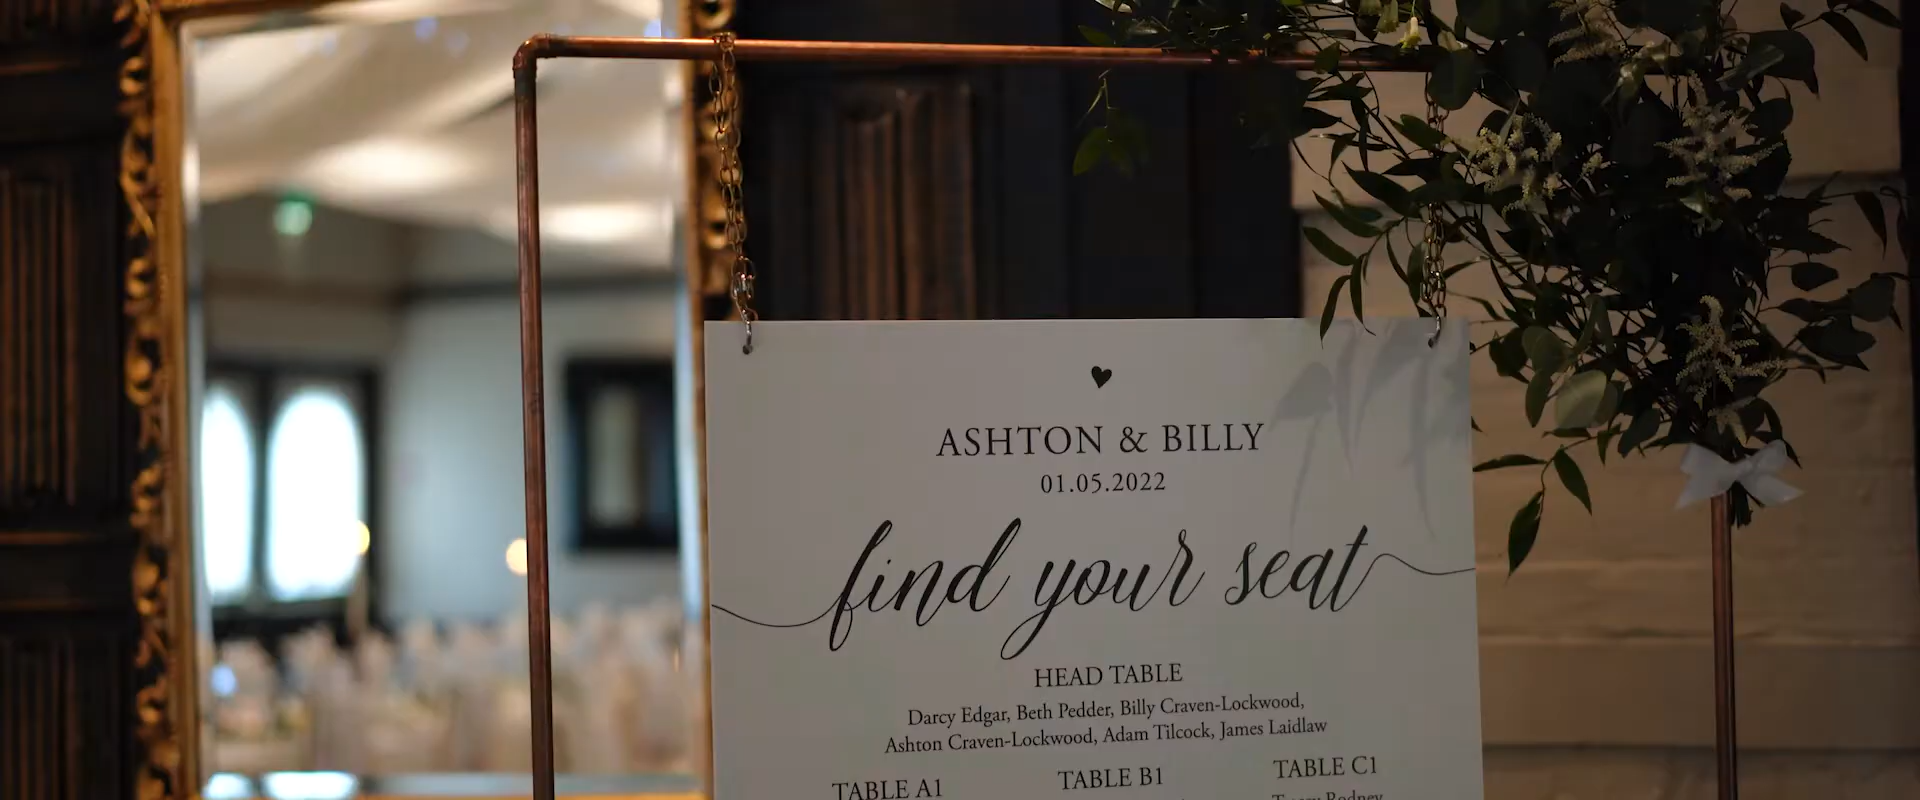 ASHTON & BILLY
01.05.2022
find your seat
HEAD TABLE
Darcy Edgar, Beth Pedder, Billy Craven-Lockwood,
Ashton Craven-Lockwood, Adam Tilcock, James Laidlaw
TABLE A1
TABLE B1
TABLE C1